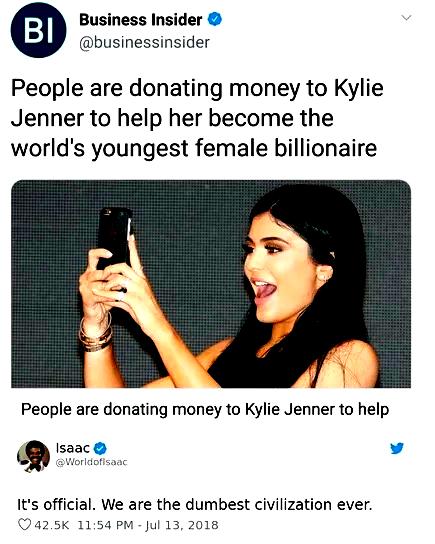 BI
Business Insider
@businessinsider
People are donating money to Kylie
Jenner to help her become the
world's youngest female billionaire
People are donating money to Kylie Jenner to help
Isaac
@WorldofIsaac
It's official. We are the dumbest civilization ever.
42.5K 11:54 PM - Jul 13, 2018